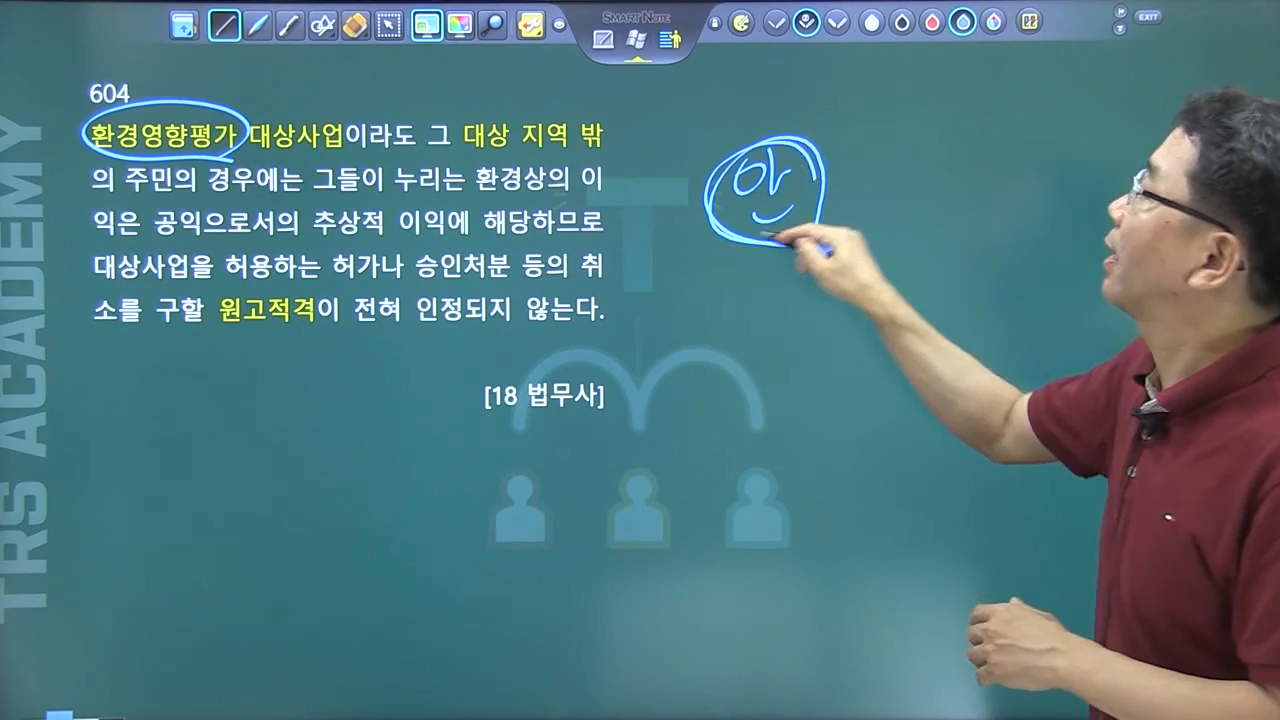 SMART NOTE
EXIT
604
환경영향평가 대상사업이라도 그 대상 지역 밖
의 주민의 경우에는 그들이 누리는 환경상의 이
익은 공익으로서의 추상적 이익에 해당하므로
대상사업을 허용하는 허가나 승인처분 등의 취
소를 구할 원고적격이 전혀 인정되지 않는다.
[18 법무사]
안
TRS ACADEMY